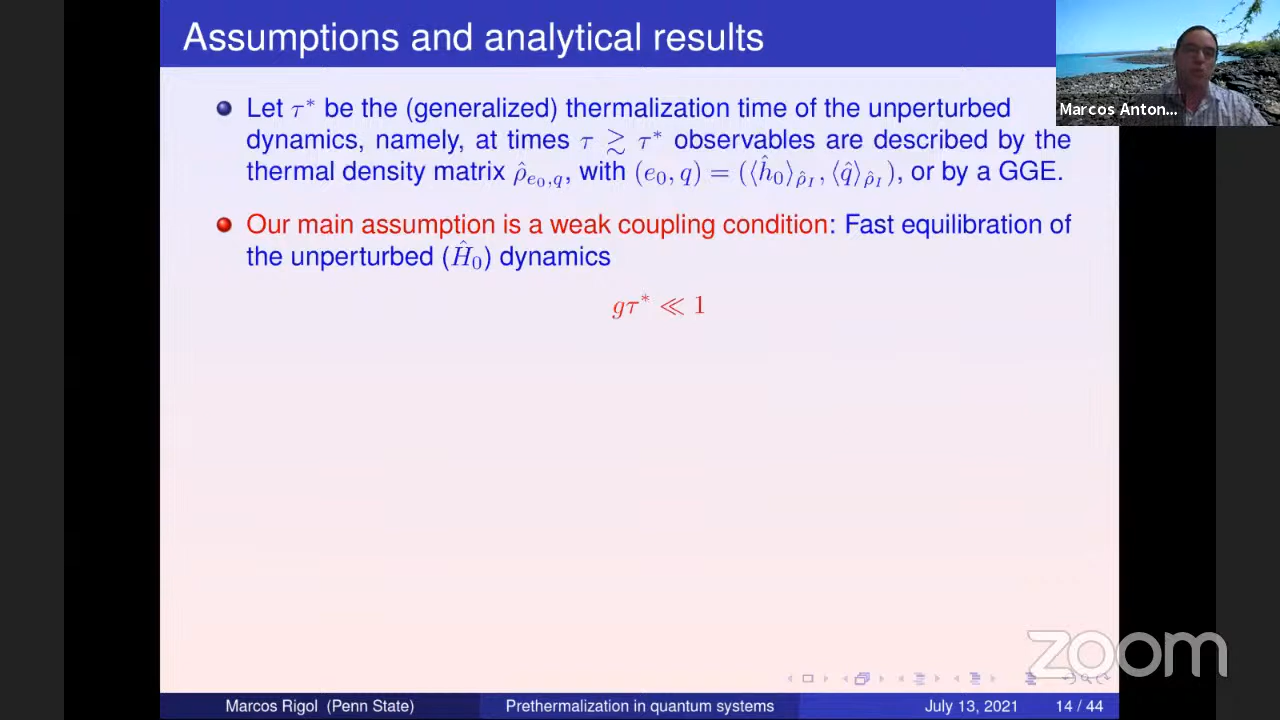 Assumptions and analytical results
Marcos Anton...
Let τ* be the (generalized) thermalization time of the unperturbed
dynamics, namely, at times τ ≳ τ* observables are described by the
thermal density matrix ρ̂_{e₀,q}, with (e₀, q) = (⟨ĥ₀⟩_{ρ̂_I}, ⟨q̂⟩_{ρ̂_I}), or by a GGE.
Our main assumption is a weak coupling condition: Fast equilibration of
the unperturbed (Ĥ₀) dynamics
gτ* ≪ 1
zoom
Marcos Rigol (Penn State) Prethermalization in quantum systems July 13, 2021 14 / 44